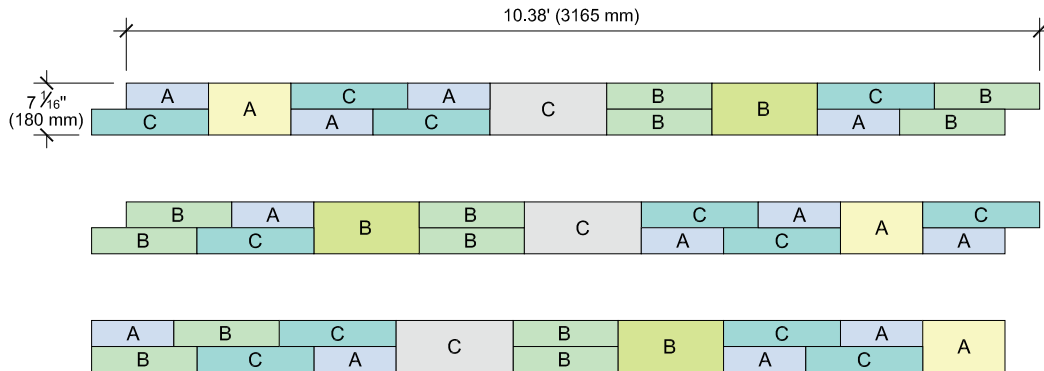 10.38' (3165 mm)
7 1⁄16"
(180 mm)
A A C A C B B C B
C A C B A B
B A B B C C A A C
B C B A C A
A B C C B B C A A
B C A B A C